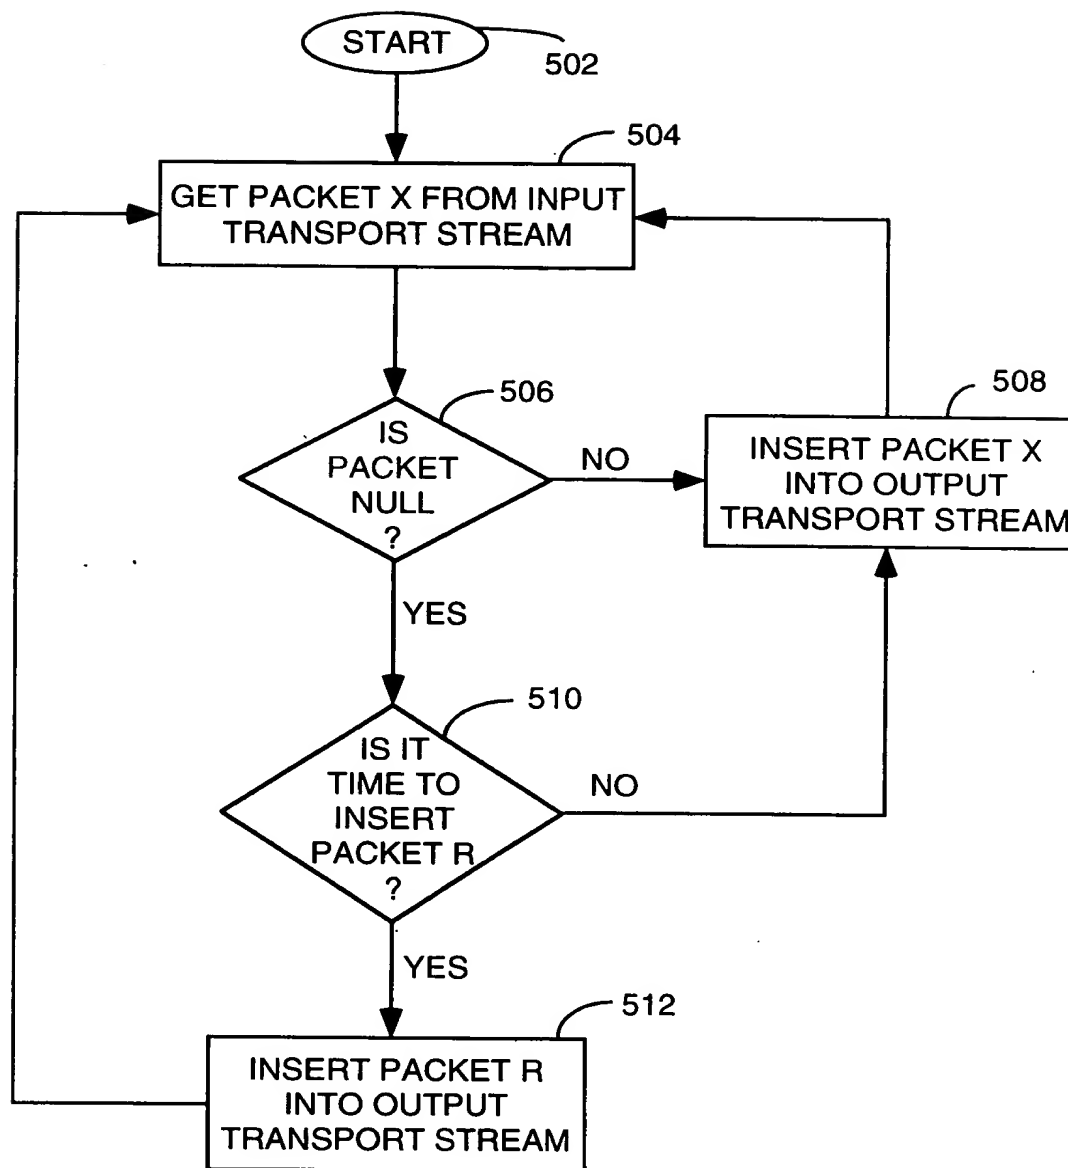 START
502
504
GET PACKET X FROM INPUT
TRANSPORT STREAM
506
IS
PACKET
NULL
?
NO
508
INSERT PACKET X
INTO OUTPUT
TRANSPORT STREAM
YES
510
IS IT
TIME TO
INSERT
PACKET R
?
NO
YES
512
INSERT PACKET R
INTO OUTPUT
TRANSPORT STREAM